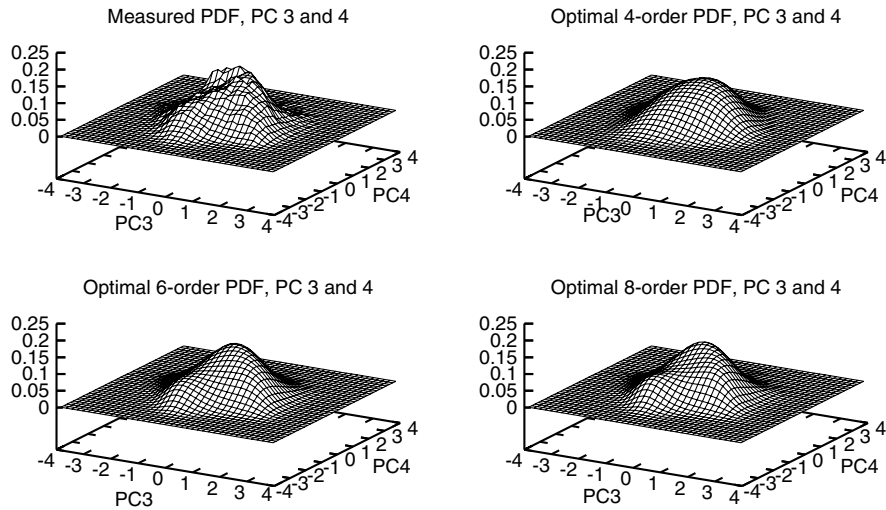 Measured PDF, PC 3 and 4
0.25
0.2
0.15
0.1
0.05
0
-4 -3 -2 -1 0 1 2 3 4
PC3
-4 -3 -2 -1 0 1 2 3 4
PC4
Optimal 4-order PDF, PC 3 and 4
0.25
0.2
0.15
0.1
0.05
0
-4 -3 -2 -1 0 1 2 3 4
PC3
-4 -3 -2 -1 0 1 2 3 4
PC4
Optimal 6-order PDF, PC 3 and 4
0.25
0.2
0.15
0.1
0.05
0
-4 -3 -2 -1 0 1 2 3 4
PC3
-4 -3 -2 -1 0 1 2 3 4
PC4
Optimal 8-order PDF, PC 3 and 4
0.25
0.2
0.15
0.1
0.05
0
-4 -3 -2 -1 0 1 2 3 4
PC3
-4 -3 -2 -1 0 1 2 3 4
PC4